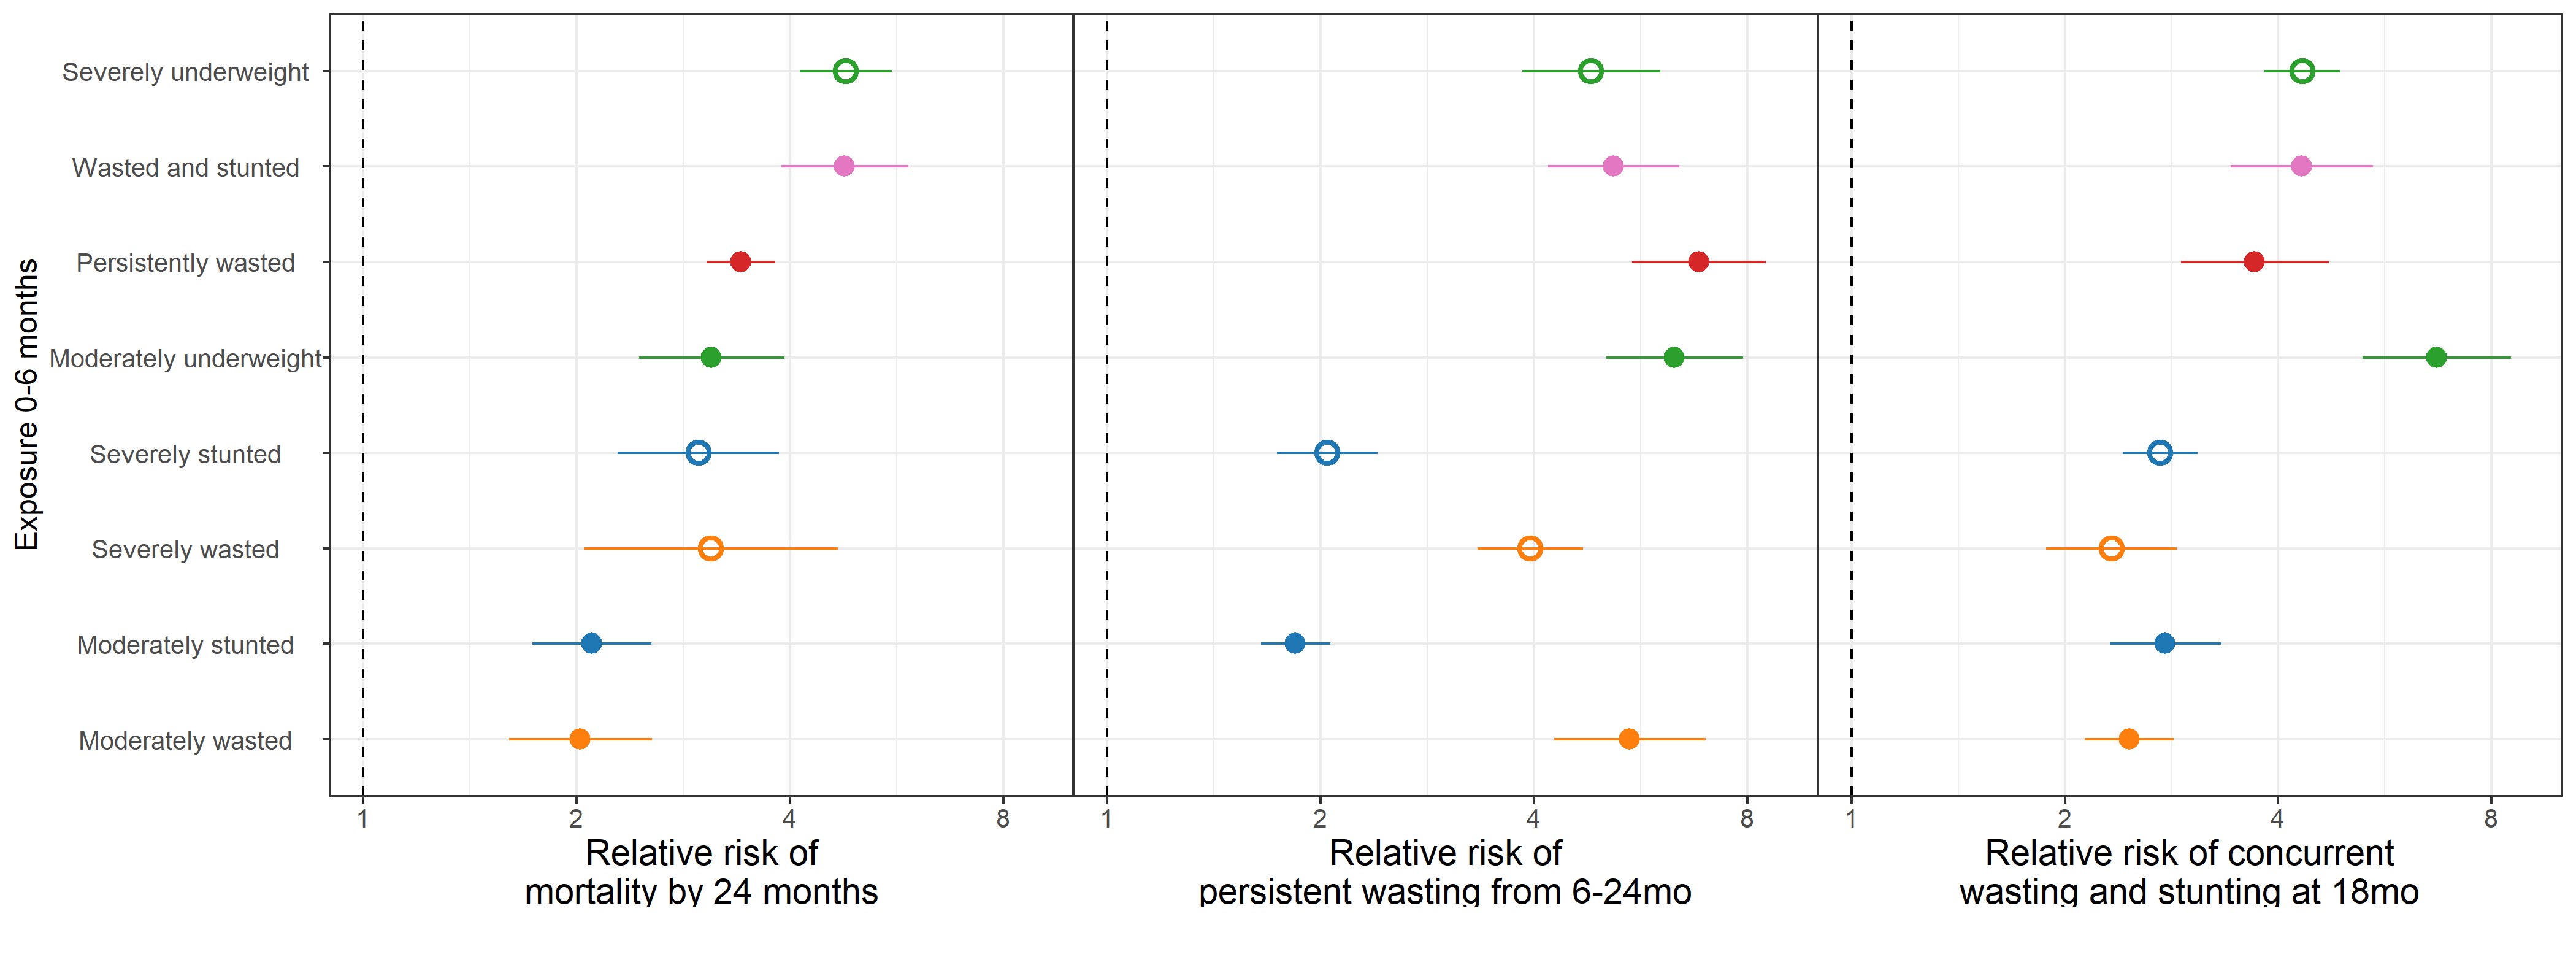 Exposure 0-6 months
Severely underweight
Wasted and stunted
Persistently wasted
Moderately underweight
Severely stunted
Severely wasted
Moderately stunted
Moderately wasted
1 2 4 8 1 2 4 8 1 2 4 8
Relative risk of
mortality by 24 months
Relative risk of
persistent wasting from 6-24mo
Relative risk of concurrent
wasting and stunting at 18mo